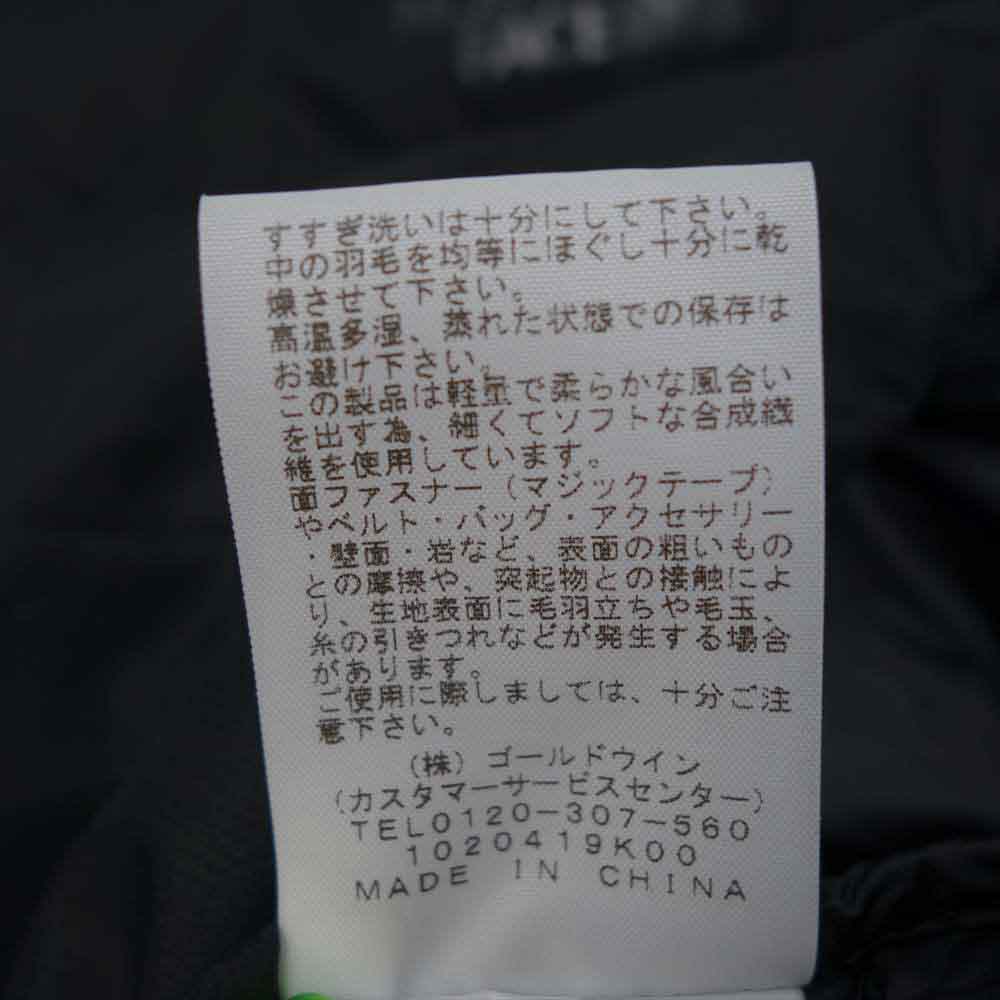 すすぎ洗いは十分にして下さい。
中の羽毛を均等にほぐし十分に乾
燥させて下さい。
高温多湿、蒸れた状態での保存は
お避け下さい。
この製品は軽量で柔らかな風合い
を出す為、細くてソフトな合成繊
維を使用しています。
面ファスナー（マジックテープ）
やベルト・バッグ・アクセサリー
・壁面・岩など、表面の粗いもの
との摩擦や、突起物との接触によ
り、生地表面に毛羽立ちや毛玉、
糸の引きつれなどが発生する場合
があります。
ご使用に際しましては、十分ご注
意下さい。
（株）ゴールドウイン
（カスタマーサービスセンター）
TEL0120-307-560
1020419K00
MADE IN CHINA